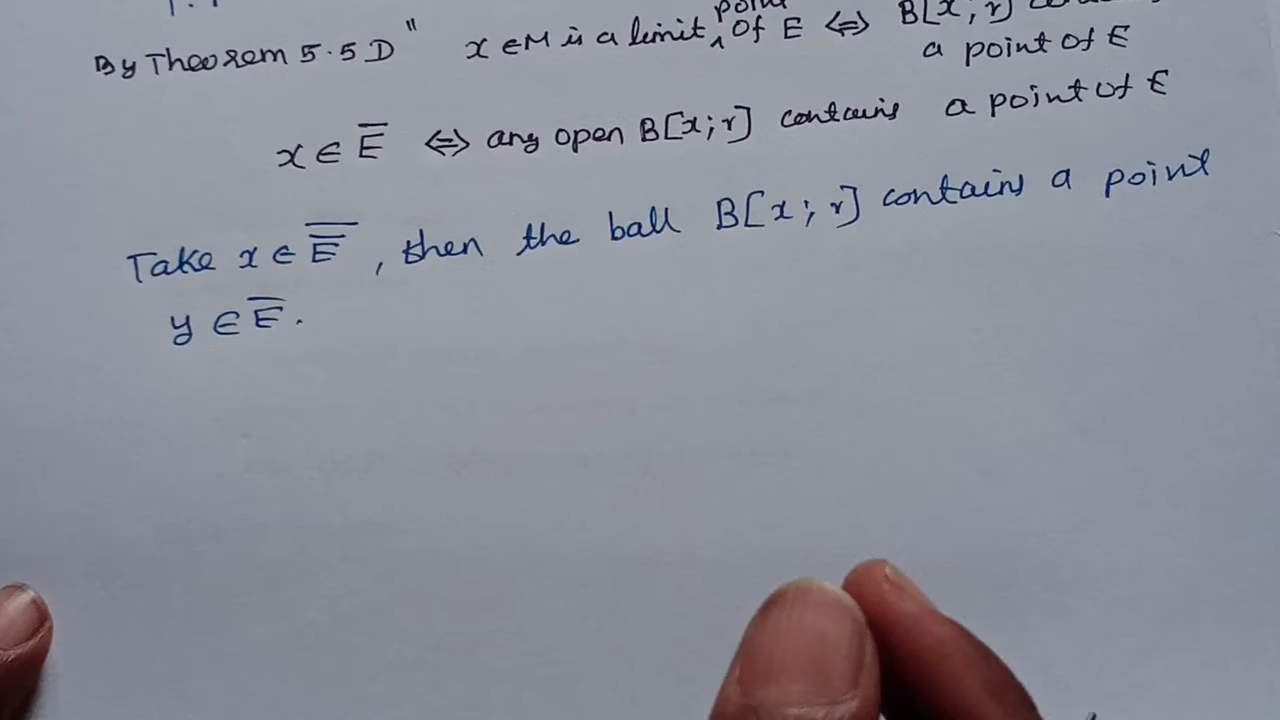 point
By Theorem 5.5D " x ∈ M is a limit ‸ of E ⇔ B[x, r]
a point of E
x ∈ E̅ ⇔ any open B[x; r] contains a point of E
Take x ∈ E̿, then the ball B[x; r] contains a point
y ∈ E̅.